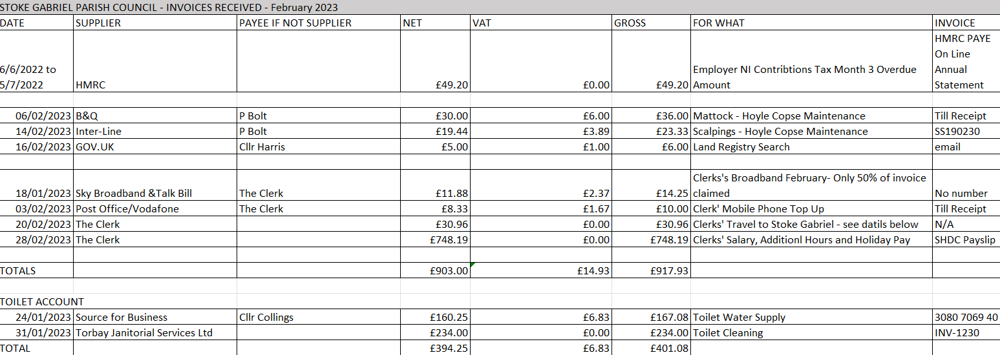 STOKE GABRIEL PARISH COUNCIL - INVOICES RECEIVED - February 2023
DATE SUPPLIER PAYEE IF NOT SUPPLIER NET VAT GROSS FOR WHAT INVOICE
6/6/2022 to 5/7/2022 HMRC £49.20 £0.00 £49.20 Employer NI Contribtions Tax Month 3 Overdue Amount HMRC PAYE On Line Annual Statement
06/02/2023 B&Q P Bolt £30.00 £6.00 £36.00 Mattock - Hoyle Copse Maintenance Till Receipt
14/02/2023 Inter-Line P Bolt £19.44 £3.89 £23.33 Scalpings - Hoyle Copse Maintenance SS190230
16/02/2023 GOV.UK Cllr Harris £5.00 £1.00 £6.00 Land Registry Search email
18/01/2023 Sky Broadband &Talk Bill The Clerk £11.88 £2.37 £14.25 Clerks's Broadband February- Only 50% of invoice claimed No number
03/02/2023 Post Office/Vodafone The Clerk £8.33 £1.67 £10.00 Clerk' Mobile Phone Top Up Till Receipt
20/02/2023 The Clerk £30.96 £0.00 £30.96 Clerks' Travel to Stoke Gabriel - see datils below N/A
28/02/2023 The Clerk £748.19 £0.00 £748.19 Clerks' Salary, Additionl Hours and Holiday Pay SHDC Payslip
TOTALS £903.00 £14.93 £917.93
TOILET ACCOUNT
24/01/2023 Source for Business Cllr Collings £160.25 £6.83 £167.08 Toilet Water Supply 3080 7069 40
31/01/2023 Torbay Janitorial Services Ltd £234.00 £0.00 £234.00 Toilet Cleaning INV-1230
TOTAL £394.25 £6.83 £401.08